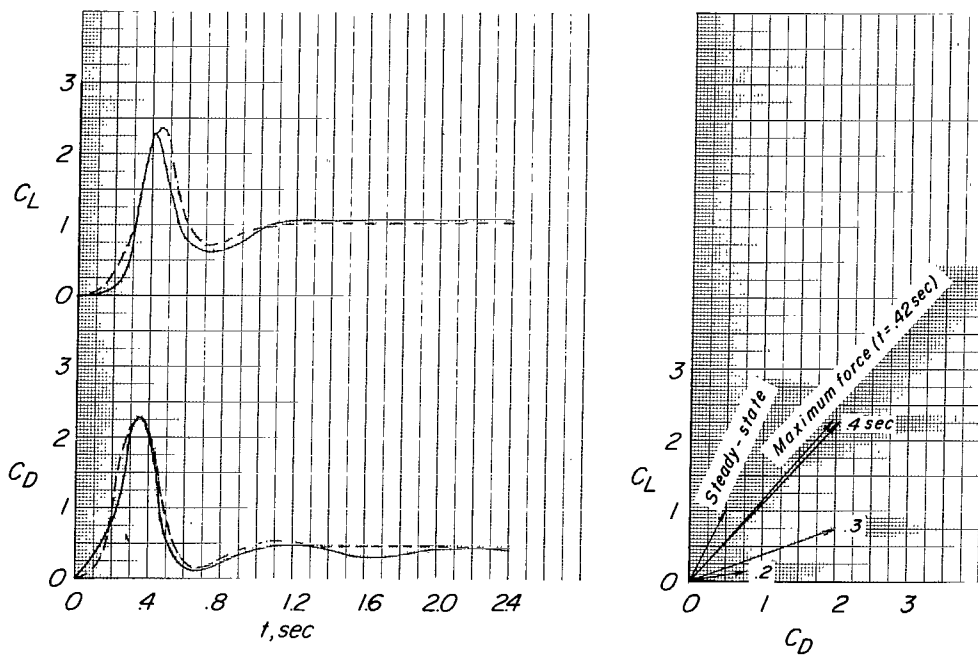 3
2
C_L
1
0
3
2
C_D
1
0
0 .4 .8 1.2 1.6 2.0 2.4
t, sec
3
2
C_L
1
0
Steady-state
Maximum force (t=.42sec)
.4 sec
.3
.2
0 1 2 3
C_D